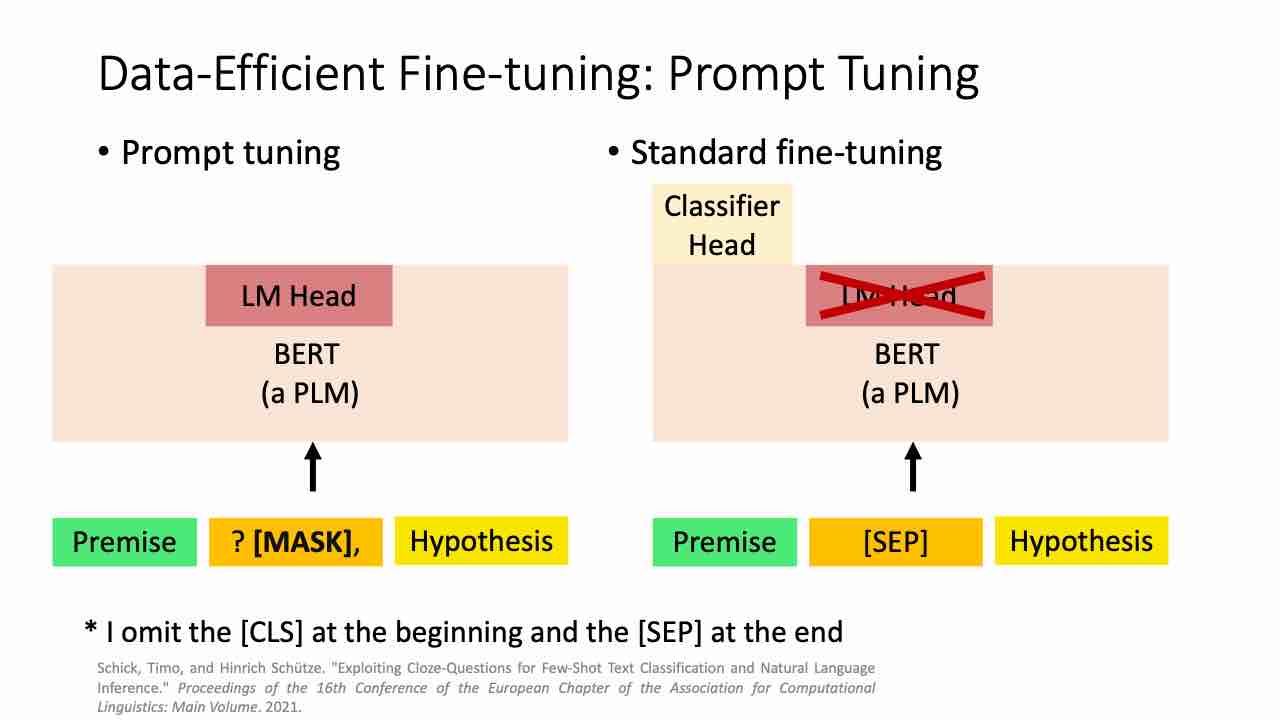 Data-Efficient Fine-tuning: Prompt Tuning
• Prompt tuning
LM Head
BERT
(a PLM)
Premise
? [MASK],
Hypothesis
• Standard fine-tuning
Classifier
Head
LM Head
BERT
(a PLM)
Premise
[SEP]
Hypothesis
* I omit the [CLS] at the beginning and the [SEP] at the end
Schick, Timo, and Hinrich Schütze. "Exploiting Cloze-Questions for Few-Shot Text Classification and Natural Language
Inference." Proceedings of the 16th Conference of the European Chapter of the Association for Computational
Linguistics: Main Volume. 2021.